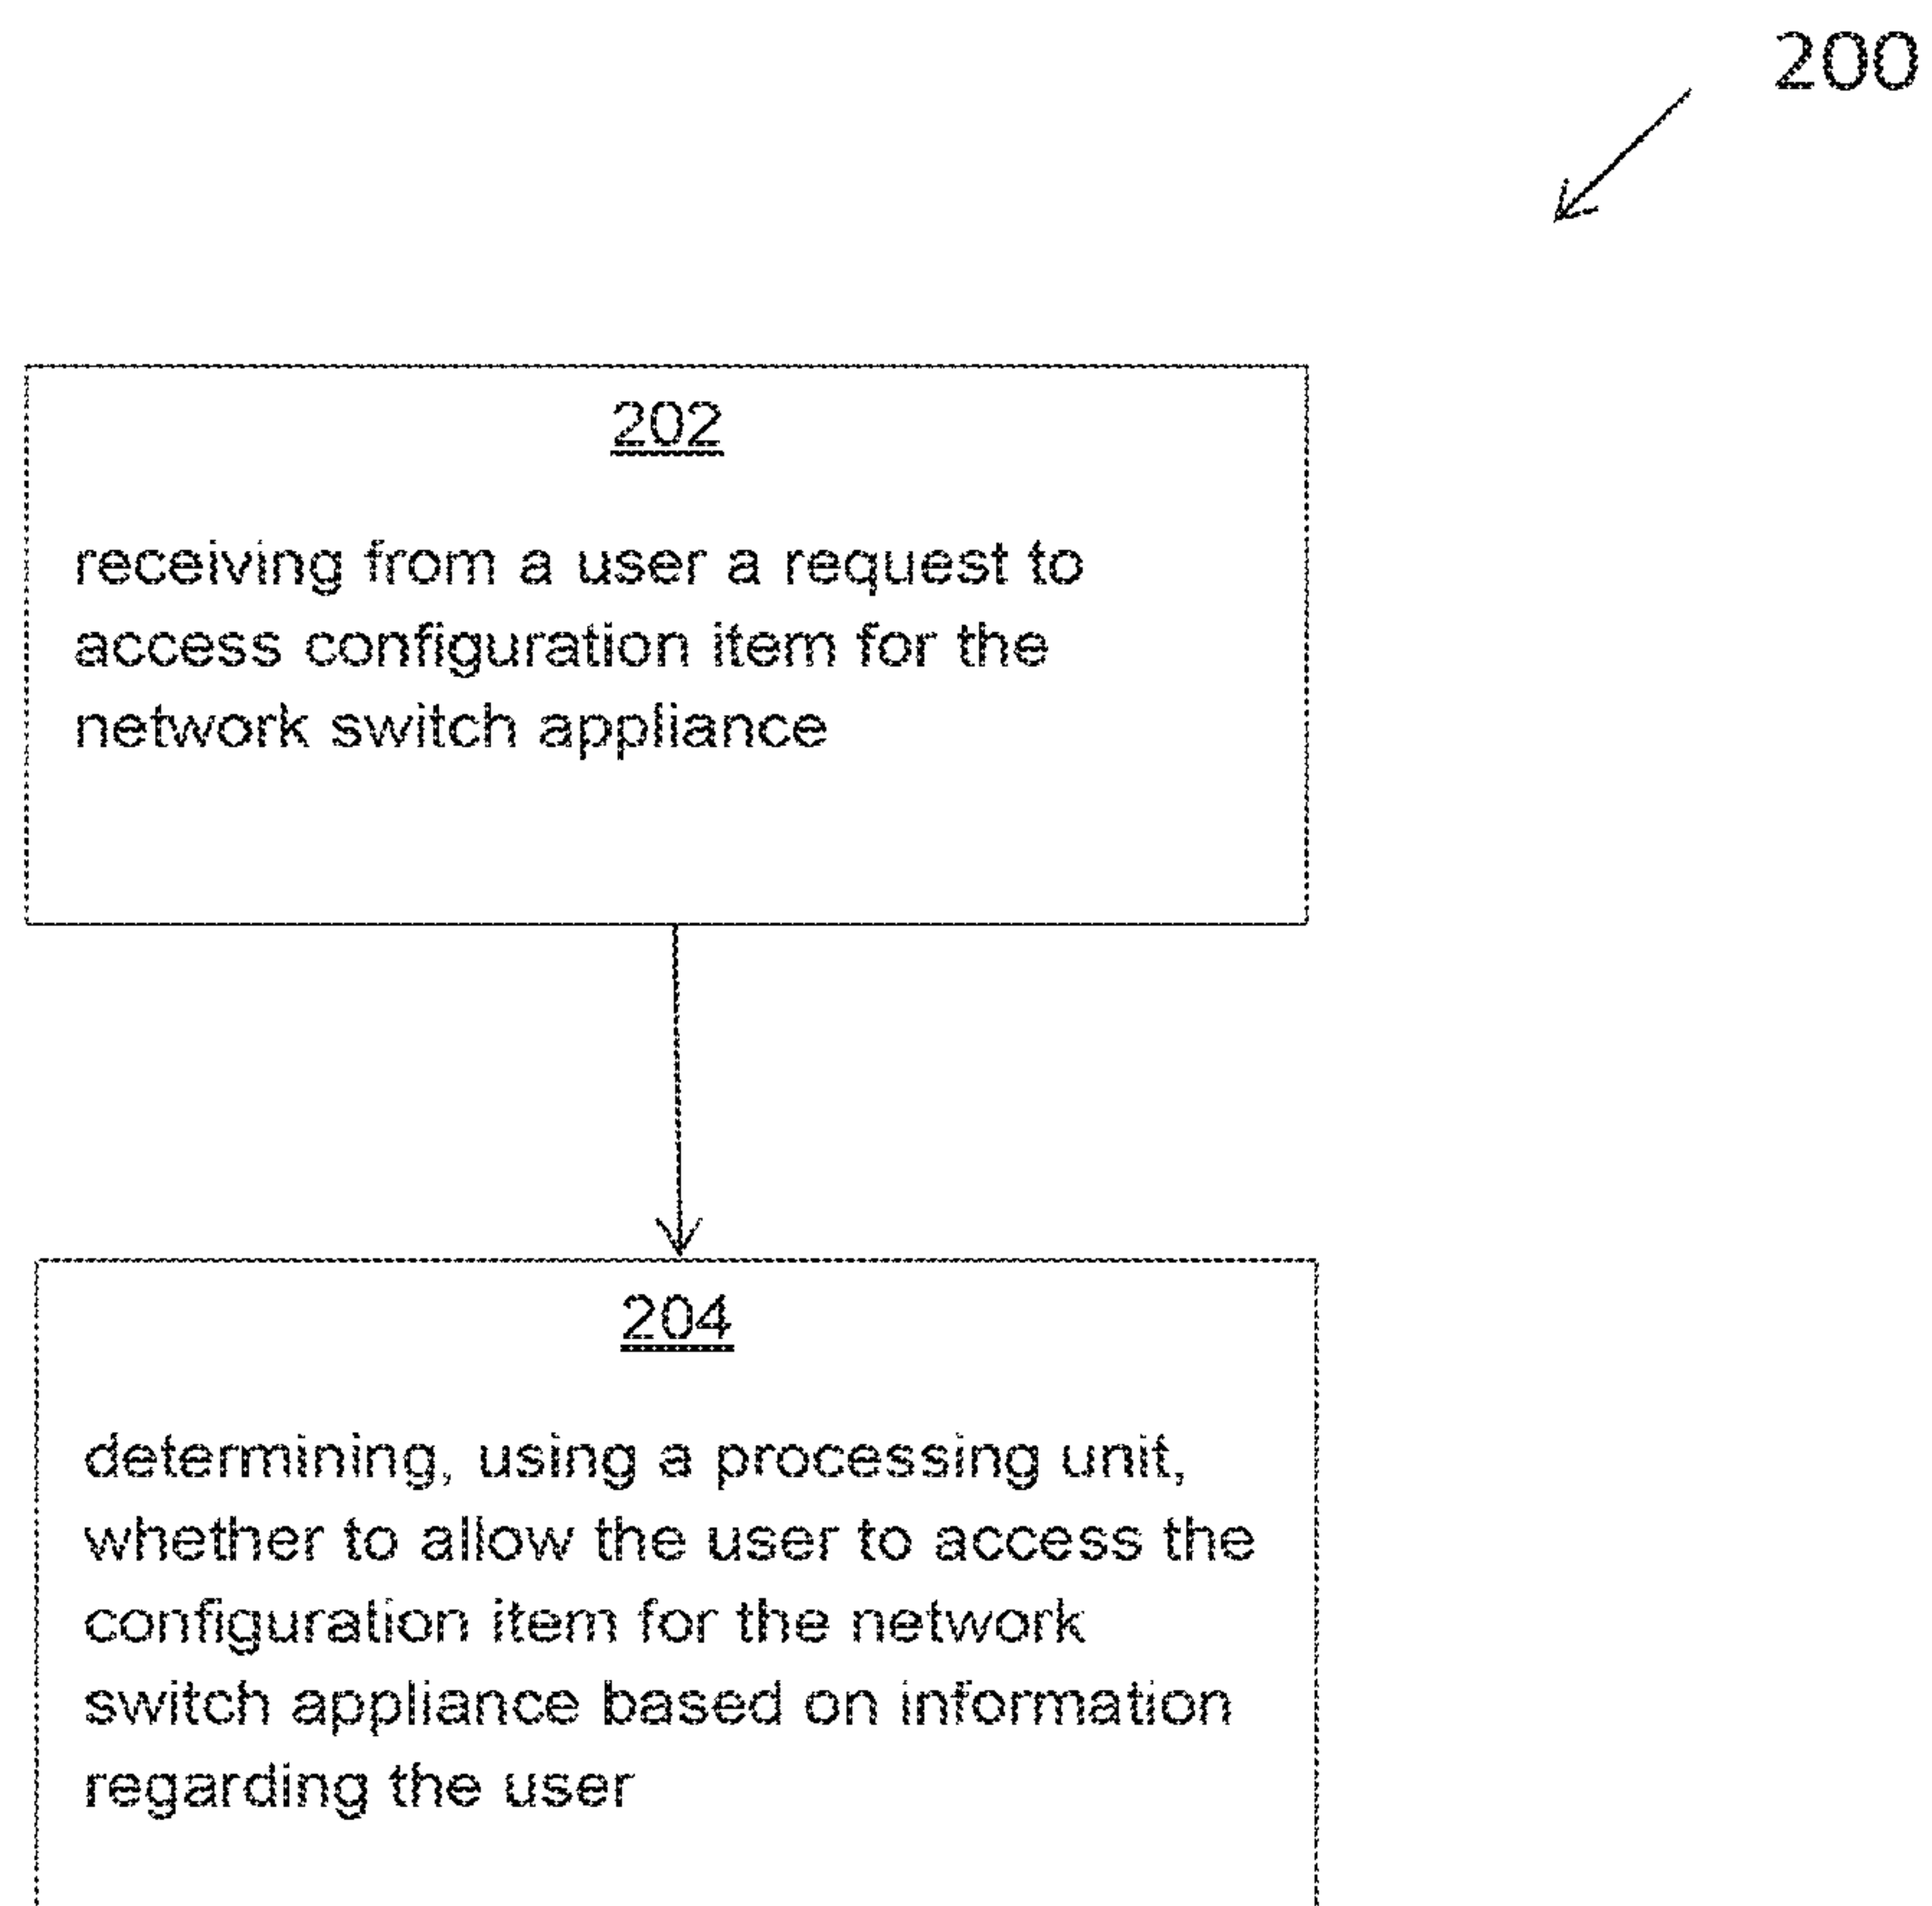 200
202
receiving from a user a request to
access configuration item for the
network switch appliance
204
determining, using a processing unit,
whether to allow the user to access the
configuration item for the network
switch appliance based on information
regarding the user